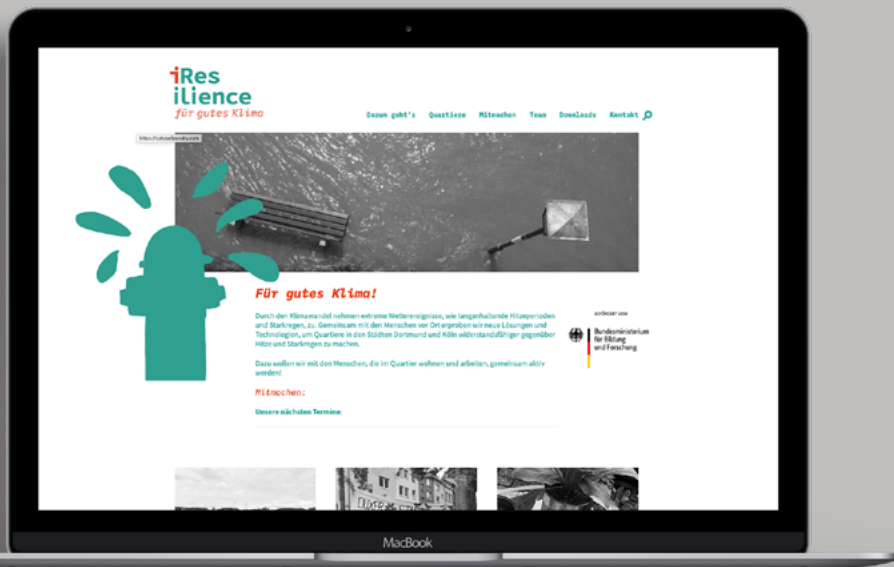 iRes
ilience
für gutes Klima
Darum geht's Quartiere Mitmachen Team Downloads Kontakt
Für gutes Klima!
Durch den Klimawandel nehmen extreme Wetterereignisse, wie langanhaltende Hitzeperioden
und Starkregen, zu. Gemeinsam mit den Menschen vor Ort erproben wir neue Lösungen und
Technologien, um Quartiere in den Städten Dortmund und Köln widerstandsfähiger gegenüber
Hitze und Starkregen zu machen.
Dazu wollen wir mit den Menschen, die im Quartier wohnen und arbeiten, gemeinsam aktiv
werden!
Mitmachen:
Unsere nächsten Termine:
GEFÖRDERT VOM
Bundesministerium
für Bildung
und Forschung
MacBook